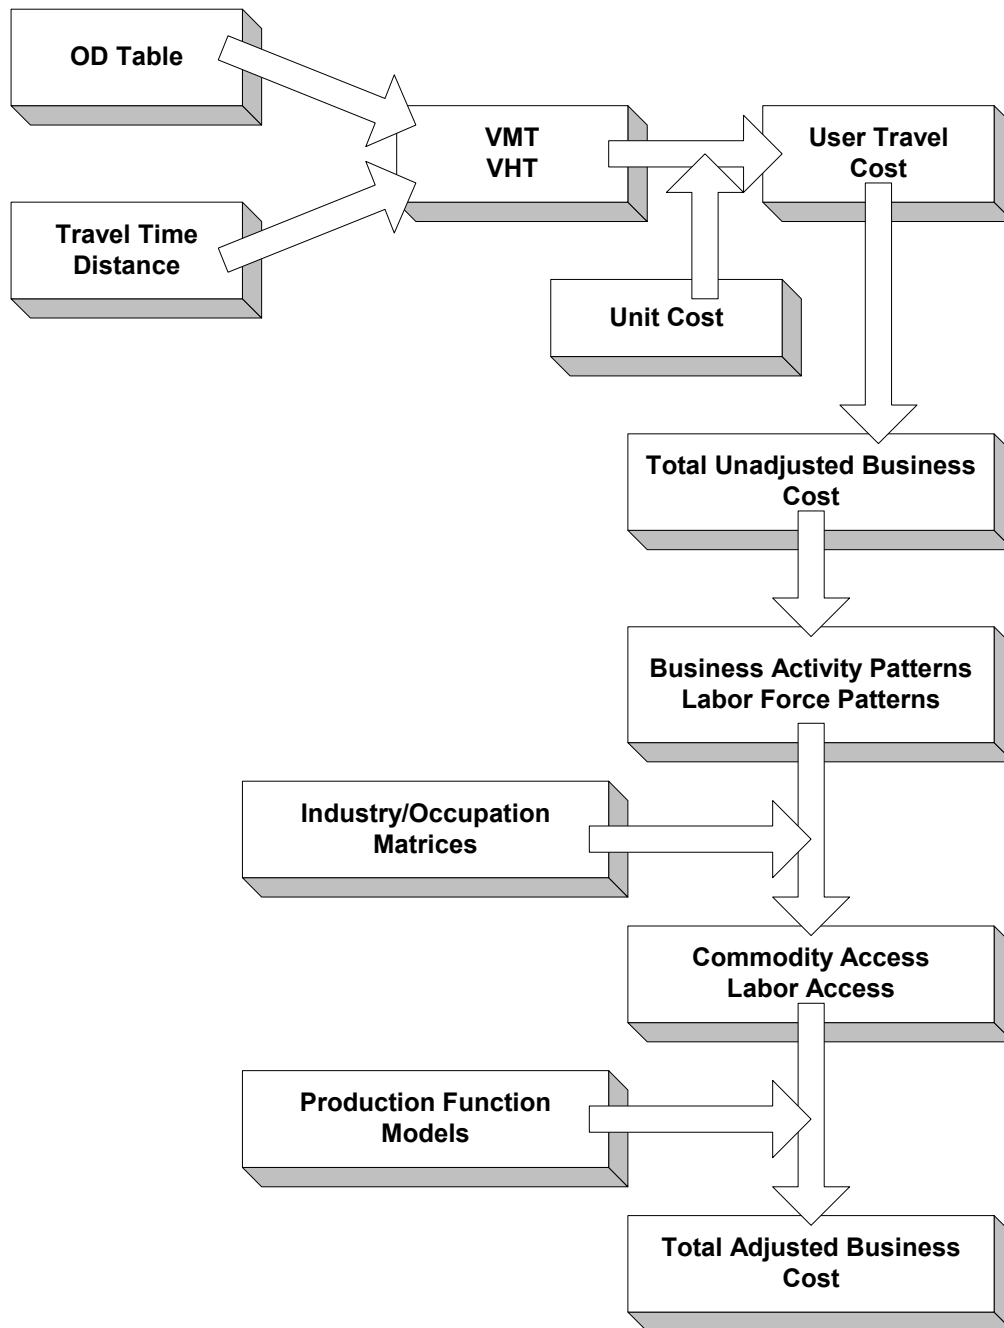 OD Table
VMT
VHT
User Travel
Cost
Travel Time
Distance
Unit Cost
Total Unadjusted Business
Cost
Business Activity Patterns
Labor Force Patterns
Industry/Occupation
Matrices
Commodity Access
Labor Access
Production Function
Models
Total Adjusted Business
Cost